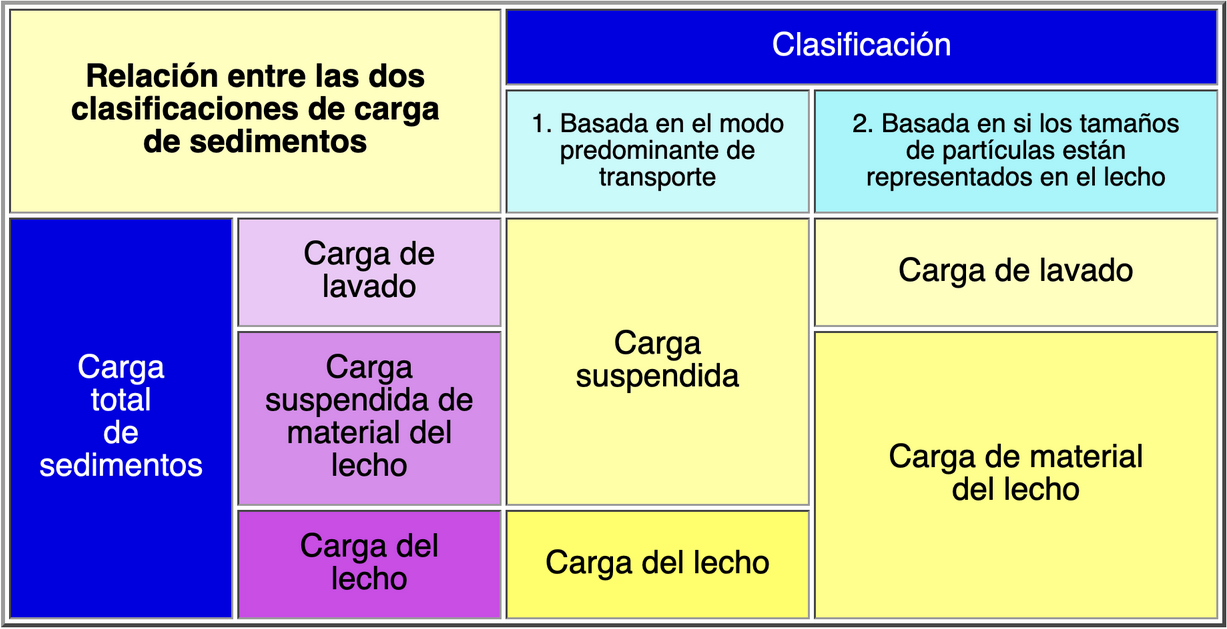 Relación entre las dos
clasificaciones de carga
de sedimentos
Clasificación
1. Basada en el modo
predominante de
transporte
2. Basada en si los tamaños
de partículas están
representados en el lecho
Carga
total
de
sedimentos
Carga de
lavado
Carga
suspendida
Carga de lavado
Carga
suspendida de
material del
lecho
Carga de material
del lecho
Carga del
lecho
Carga del lecho